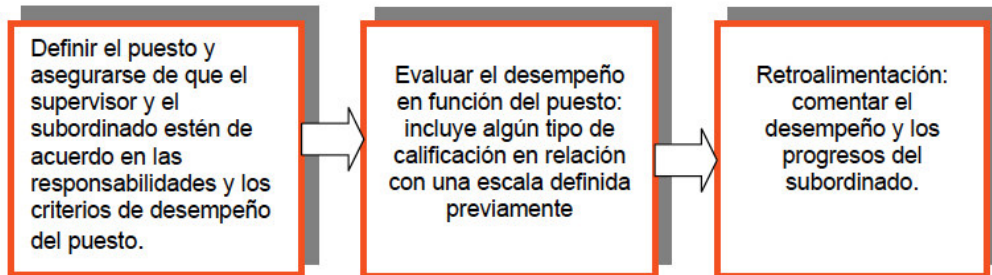 Definir el puesto y
asegurarse de que el
supervisor y el
subordinado estén de
acuerdo en las
responsabilidades y los
criterios de desempeño
del puesto.
Evaluar el desempeño
en función del puesto:
incluye algún tipo de
calificación en relación
con una escala definida
previamente
Retroalimentación:
comentar el
desempeño y los
progresos del
subordinado.